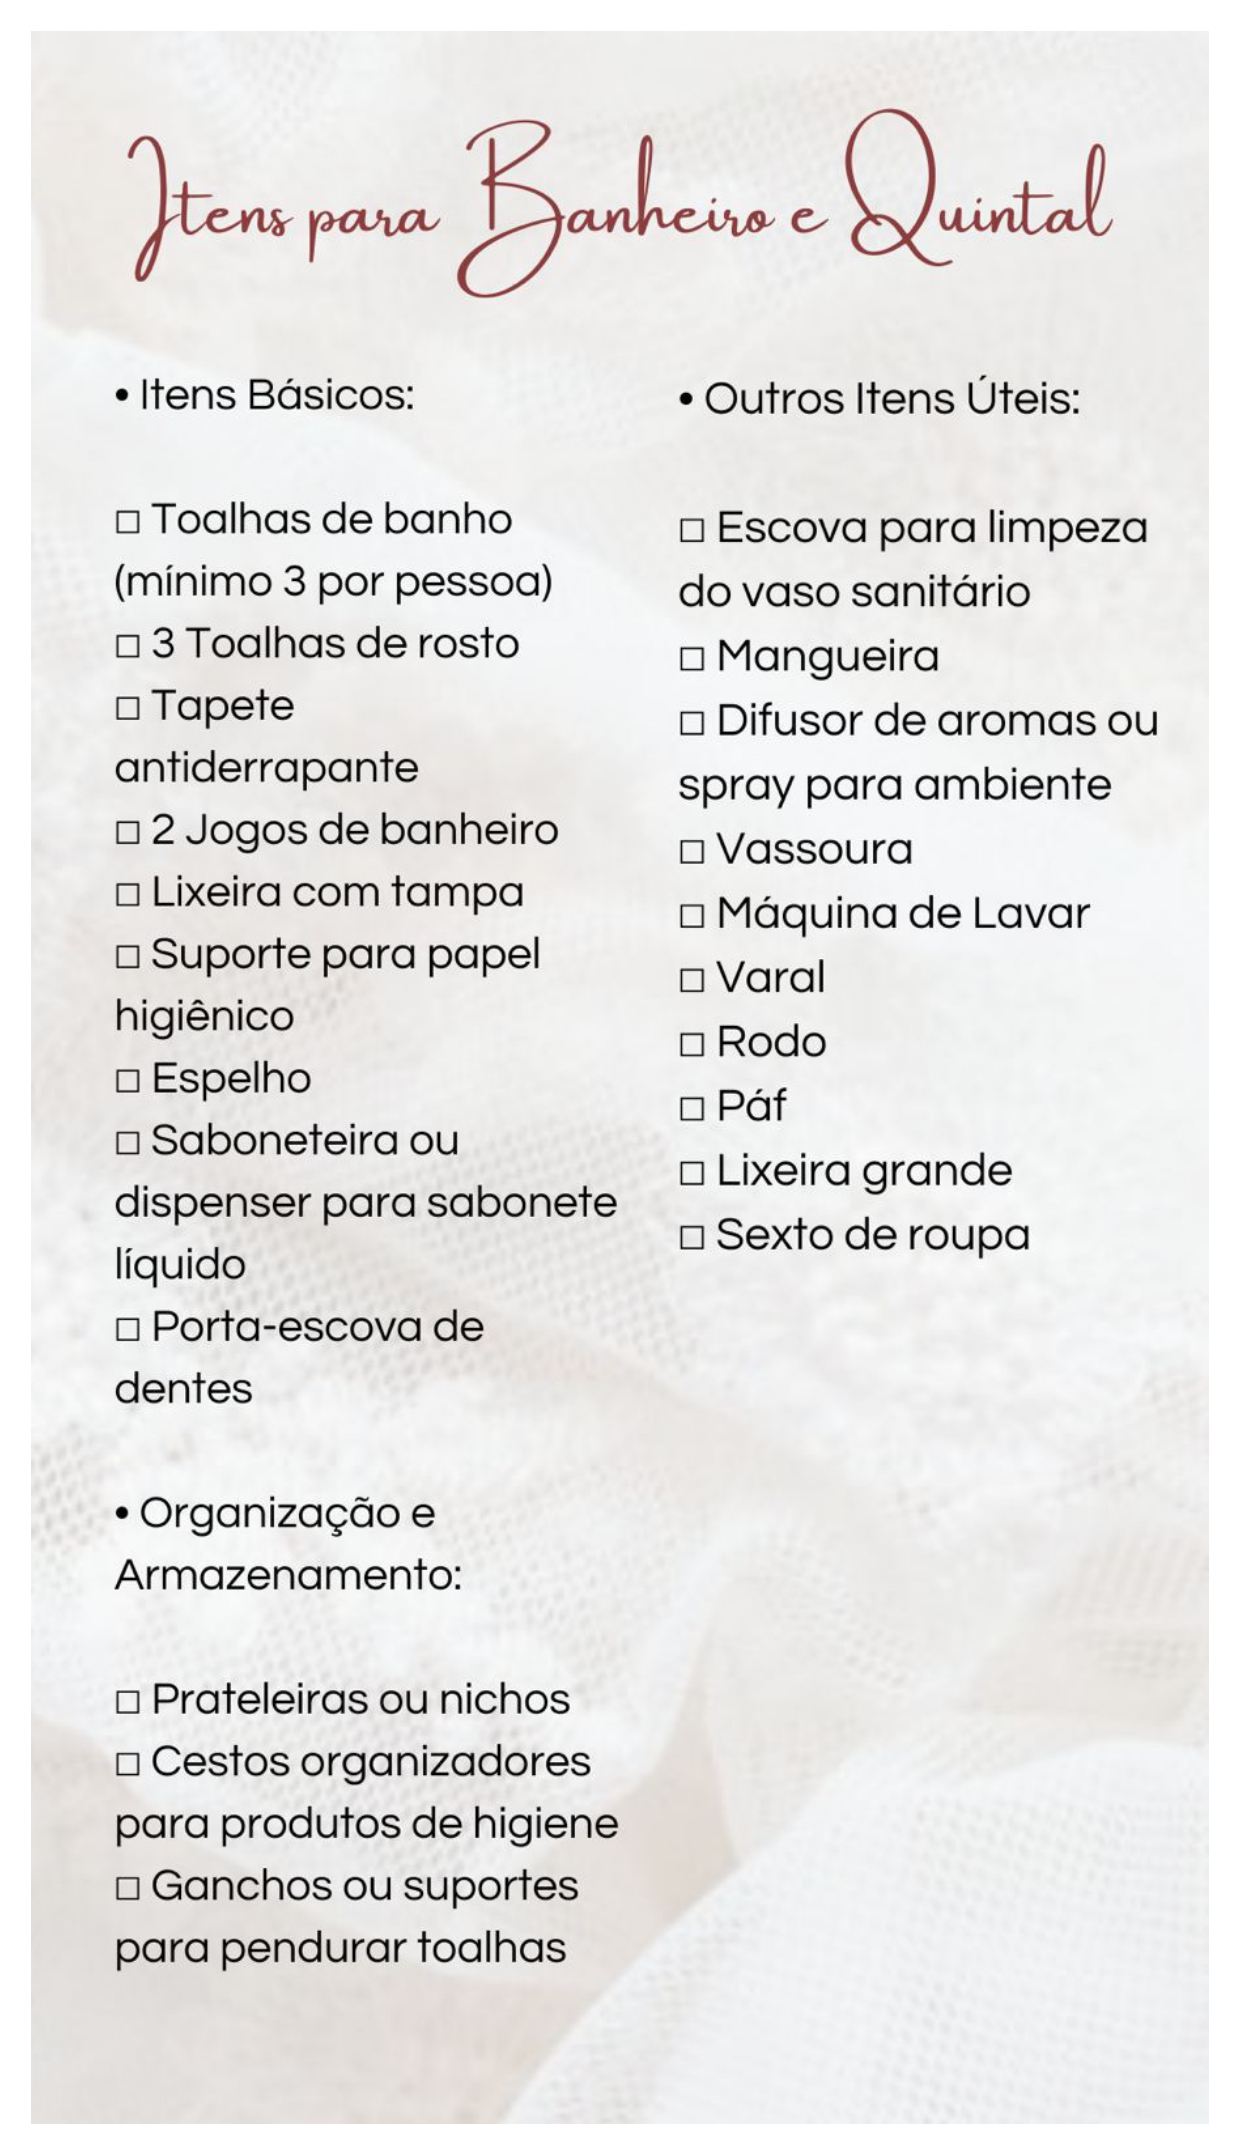 Itens para Banheiro e Quintal
• Itens Básicos:
□ Toalhas de banho
(mínimo 3 por pessoa)
□ 3 Toalhas de rosto
□ Tapete
antiderrapante
□ 2 Jogos de banheiro
□ Lixeira com tampa
□ Suporte para papel
higiênico
□ Espelho
□ Saboneteira ou
dispenser para sabonete
líquido
□ Porta-escova de
dentes
• Organização e
Armazenamento:
□ Prateleiras ou nichos
□ Cestos organizadores
para produtos de higiene
□ Ganchos ou suportes
para pendurar toalhas
• Outros Itens Úteis:
□ Escova para limpeza
do vaso sanitário
□ Mangueira
□ Difusor de aromas ou
spray para ambiente
□ Vassoura
□ Máquina de Lavar
□ Varal
□ Rodo
□ Páf
□ Lixeira grande
□ Sexto de roupa